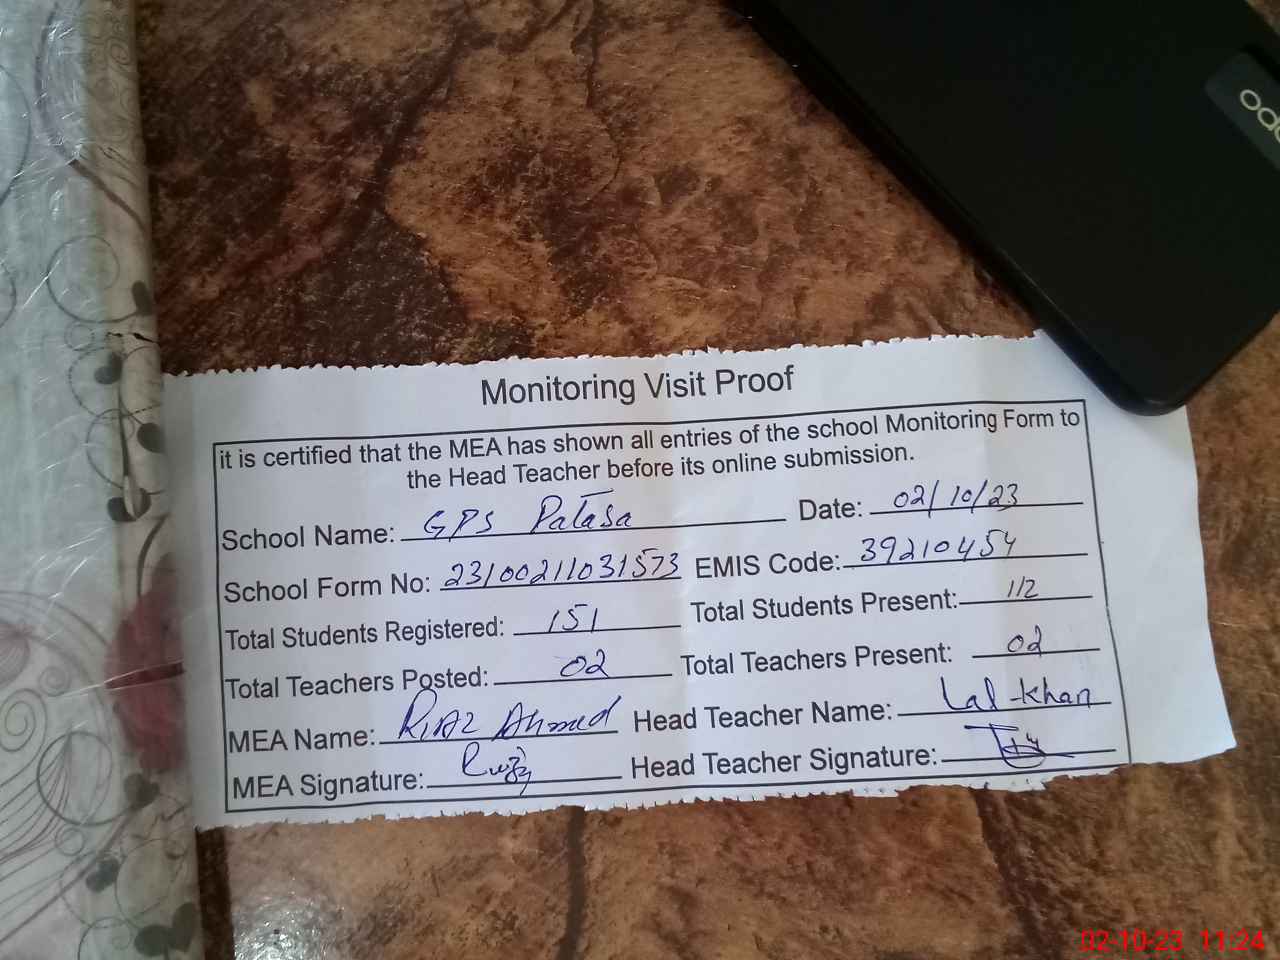 oppo
Monitoring Visit Proof
it is certified that the MEA has shown all entries of the school Monitoring Form to
the Head Teacher before its online submission.
School Name: GPS Patasa Date: 02/10/23
School Form No: 23100211031573 EMIS Code: 39210454
Total Students Registered: 151 Total Students Present: 112
Total Teachers Posted: 02 Total Teachers Present: 02
MEA Name: Riaz Ahmed Head Teacher Name: Lal-khan
MEA Signature: Head Teacher Signature:
02-10-23 11:24